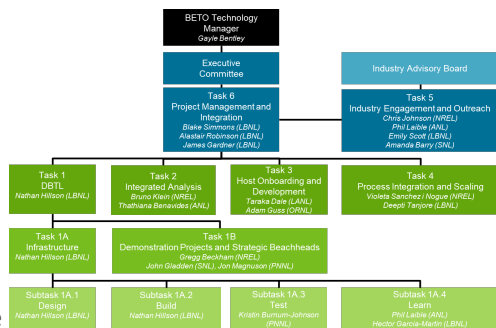 BETO Technology
Manager
Gayle Bentley
Executive
Committee
Industry Advisory Board
Task 6
Project Management and
Integration
Blake Simmons (LBNL)
Alastair Robinson (LBNL)
James Gardner (LBNL)
Task 5
Industry Engagement and Outreach
Chris Johnson (NREL)
Phil Laible (ANL)
Emily Scott (LBNL)
Amanda Barry (SNL)
Task 1
DBTL
Nathan Hillson (LBNL)
Task 2
Integrated Analysis
Bruno Klein (NREL)
Thathiana Benavides (ANL)
Task 3
Host Onboarding and
Development
Taraka Dale (LANL)
Adam Guss (ORNL)
Task 4
Process Integration and Scaling
Violeta Sanchez i Nogue (NREL)
Deepti Tanjore (LBNL)
Task 1A
Infrastructure
Nathan Hillson (LBNL)
Task 1B
Demonstration Projects and Strategic Beachheads
Gregg Beckham (NREL)
John Gladden (SNL), Jon Magnuson (PNNL)
Subtask 1A.1
Design
Nathan Hillson (LBNL)
Subtask 1A.2
Build
Nathan Hillson (LBNL)
Subtask 1A.3
Test
Kristin Burnum-Johnson
(PNNL)
Subtask 1A.4
Learn
Phil Laible (ANL)
Hector Garcia-Martin (LBNL)
e